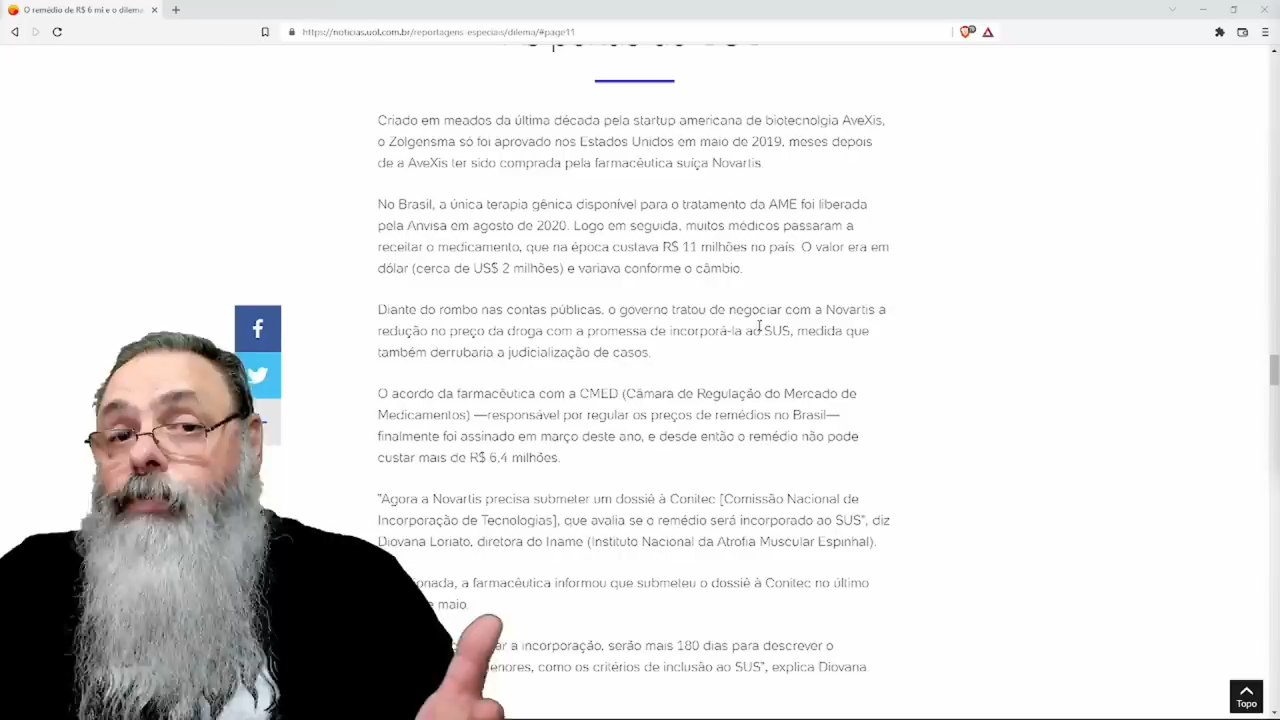 O remédio de R$ 6 mi e o dilema
https://noticias.uol.com.br/reportagens-especiais/dilema/#page11
Criado em meados da última década pela startup americana de biotecnolgia AveXis,
o Zolgensma só foi aprovado nos Estados Unidos em maio de 2019, meses depois
de a AveXis ter sido comprada pela farmacêutica suíça Novartis.
No Brasil, a única terapia gênica disponível para o tratamento da AME foi liberada
pela Anvisa em agosto de 2020. Logo em seguida, muitos médicos passaram a
receitar o medicamento, que na época custava R$ 11 milhões no país. O valor era em
dólar (cerca de US$ 2 milhões) e variava conforme o câmbio.
Diante do rombo nas contas públicas, o governo tratou de negociar com a Novartis a
redução no preço da droga com a promessa de incorporá-la ao SUS, medida que
também derrubaria a judicialização de casos.
O acordo da farmacêutica com a CMED (Câmara de Regulação do Mercado de
Medicamentos) —responsável por regular os preços de remédios no Brasil—
finalmente foi assinado em março deste ano, e desde então o remédio não pode
custar mais de R$ 6,4 milhões.
"Agora a Novartis precisa submeter um dossiê à Conitec [Comissão Nacional de
Incorporação de Tecnologias], que avalia se o remédio será incorporado ao SUS", diz
Diovana Loriato, diretora do Iname (Instituto Nacional da Atrofia Muscular Espinhal).
a farmacêutica informou que submeteu o dossiê à Conitec no último
maio
a incorporação, serão mais 180 dias para descrever o
como os critérios de inclusão ao SUS", explica Diovana
Topo